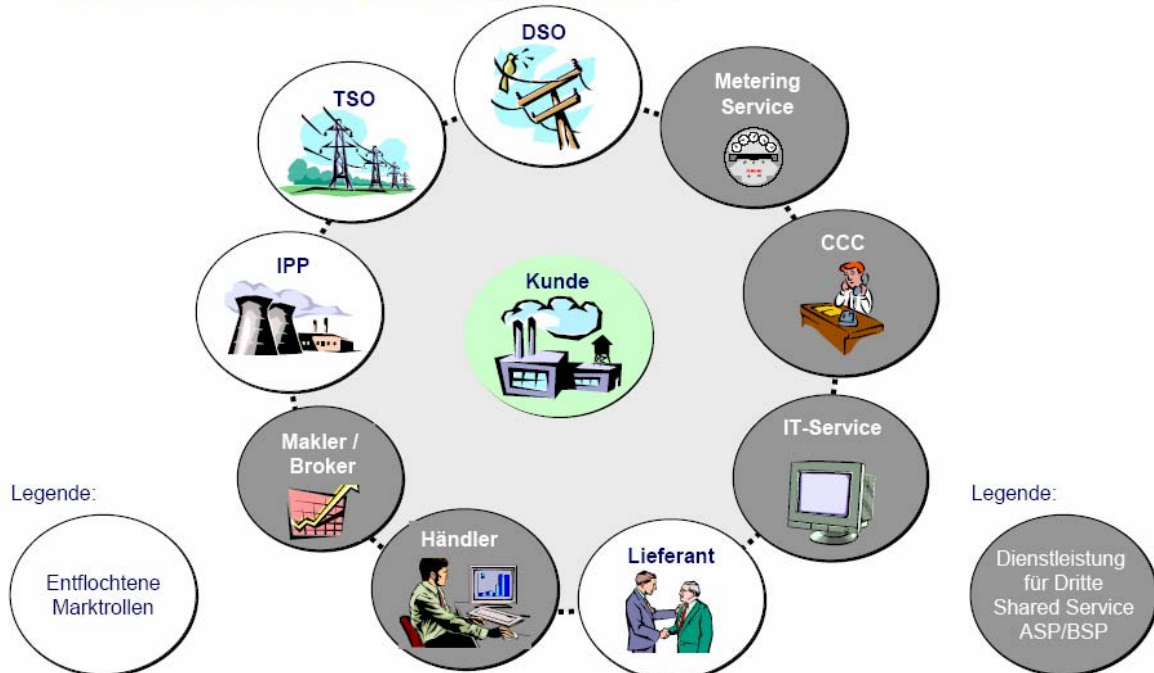 DSO
TSO
Metering
Service
IPP
Kunde
CCC
Makler /
Broker
IT-Service
Händler
Lieferant
Legende:
Entflochtene
Marktrollen
Legende:
Dienstleistung
für Dritte
Shared Service
ASP/BSP